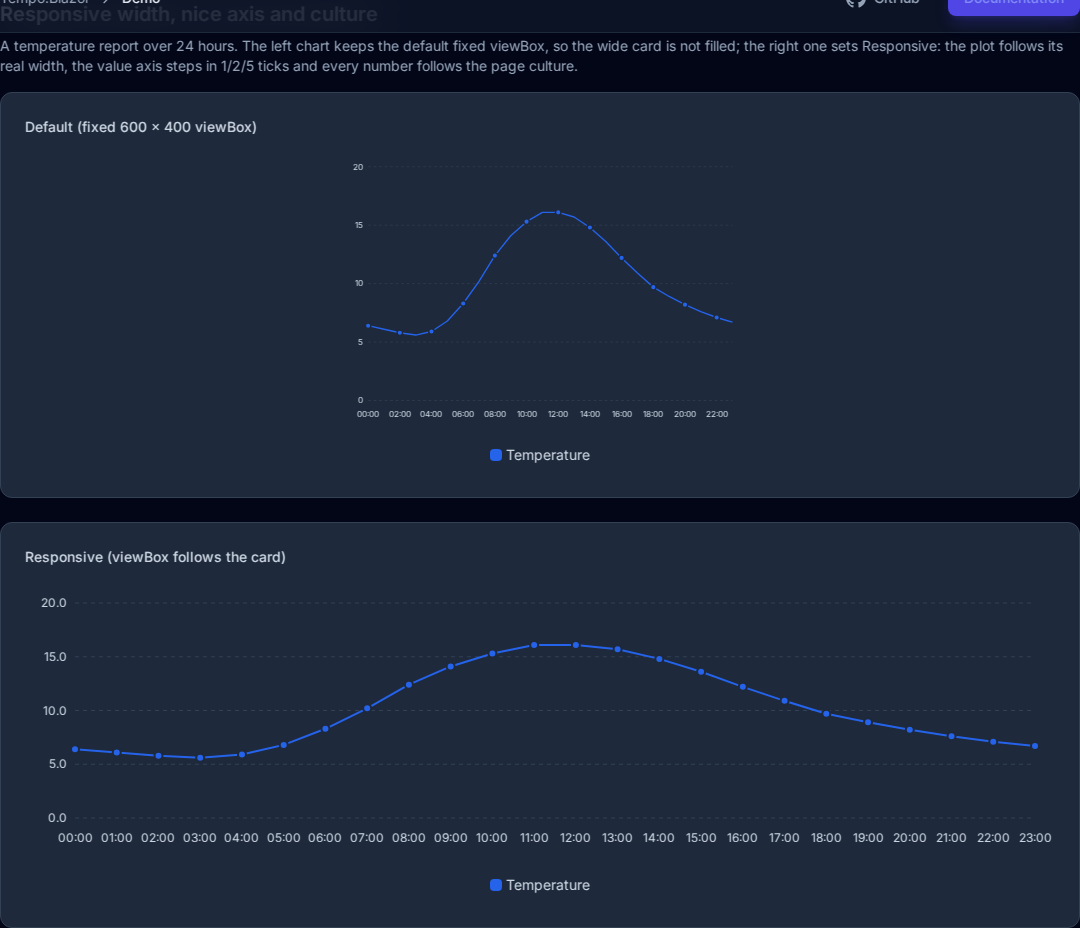 Tempo.Blazor > Demo
GitHub
Documentation
Responsive width, nice axis and culture
A temperature report over 24 hours. The left chart keeps the default fixed viewBox, so the wide card is not filled; the right one sets Responsive: the plot follows its
real width, the value axis steps in 1/2/5 ticks and every number follows the page culture.
Default (fixed 600 × 400 viewBox)
20
15
10
5
0
00:00 02:00 04:00 06:00 08:00 10:00 12:00 14:00 16:00 18:00 20:00 22:00
Temperature
Responsive (viewBox follows the card)
20.0
15.0
10.0
5.0
0.0
00:00 01:00 02:00 03:00 04:00 05:00 06:00 07:00 08:00 09:00 10:00 11:00 12:00 13:00 14:00 15:00 16:00 17:00 18:00 19:00 20:00 21:00 22:00 23:00
Temperature